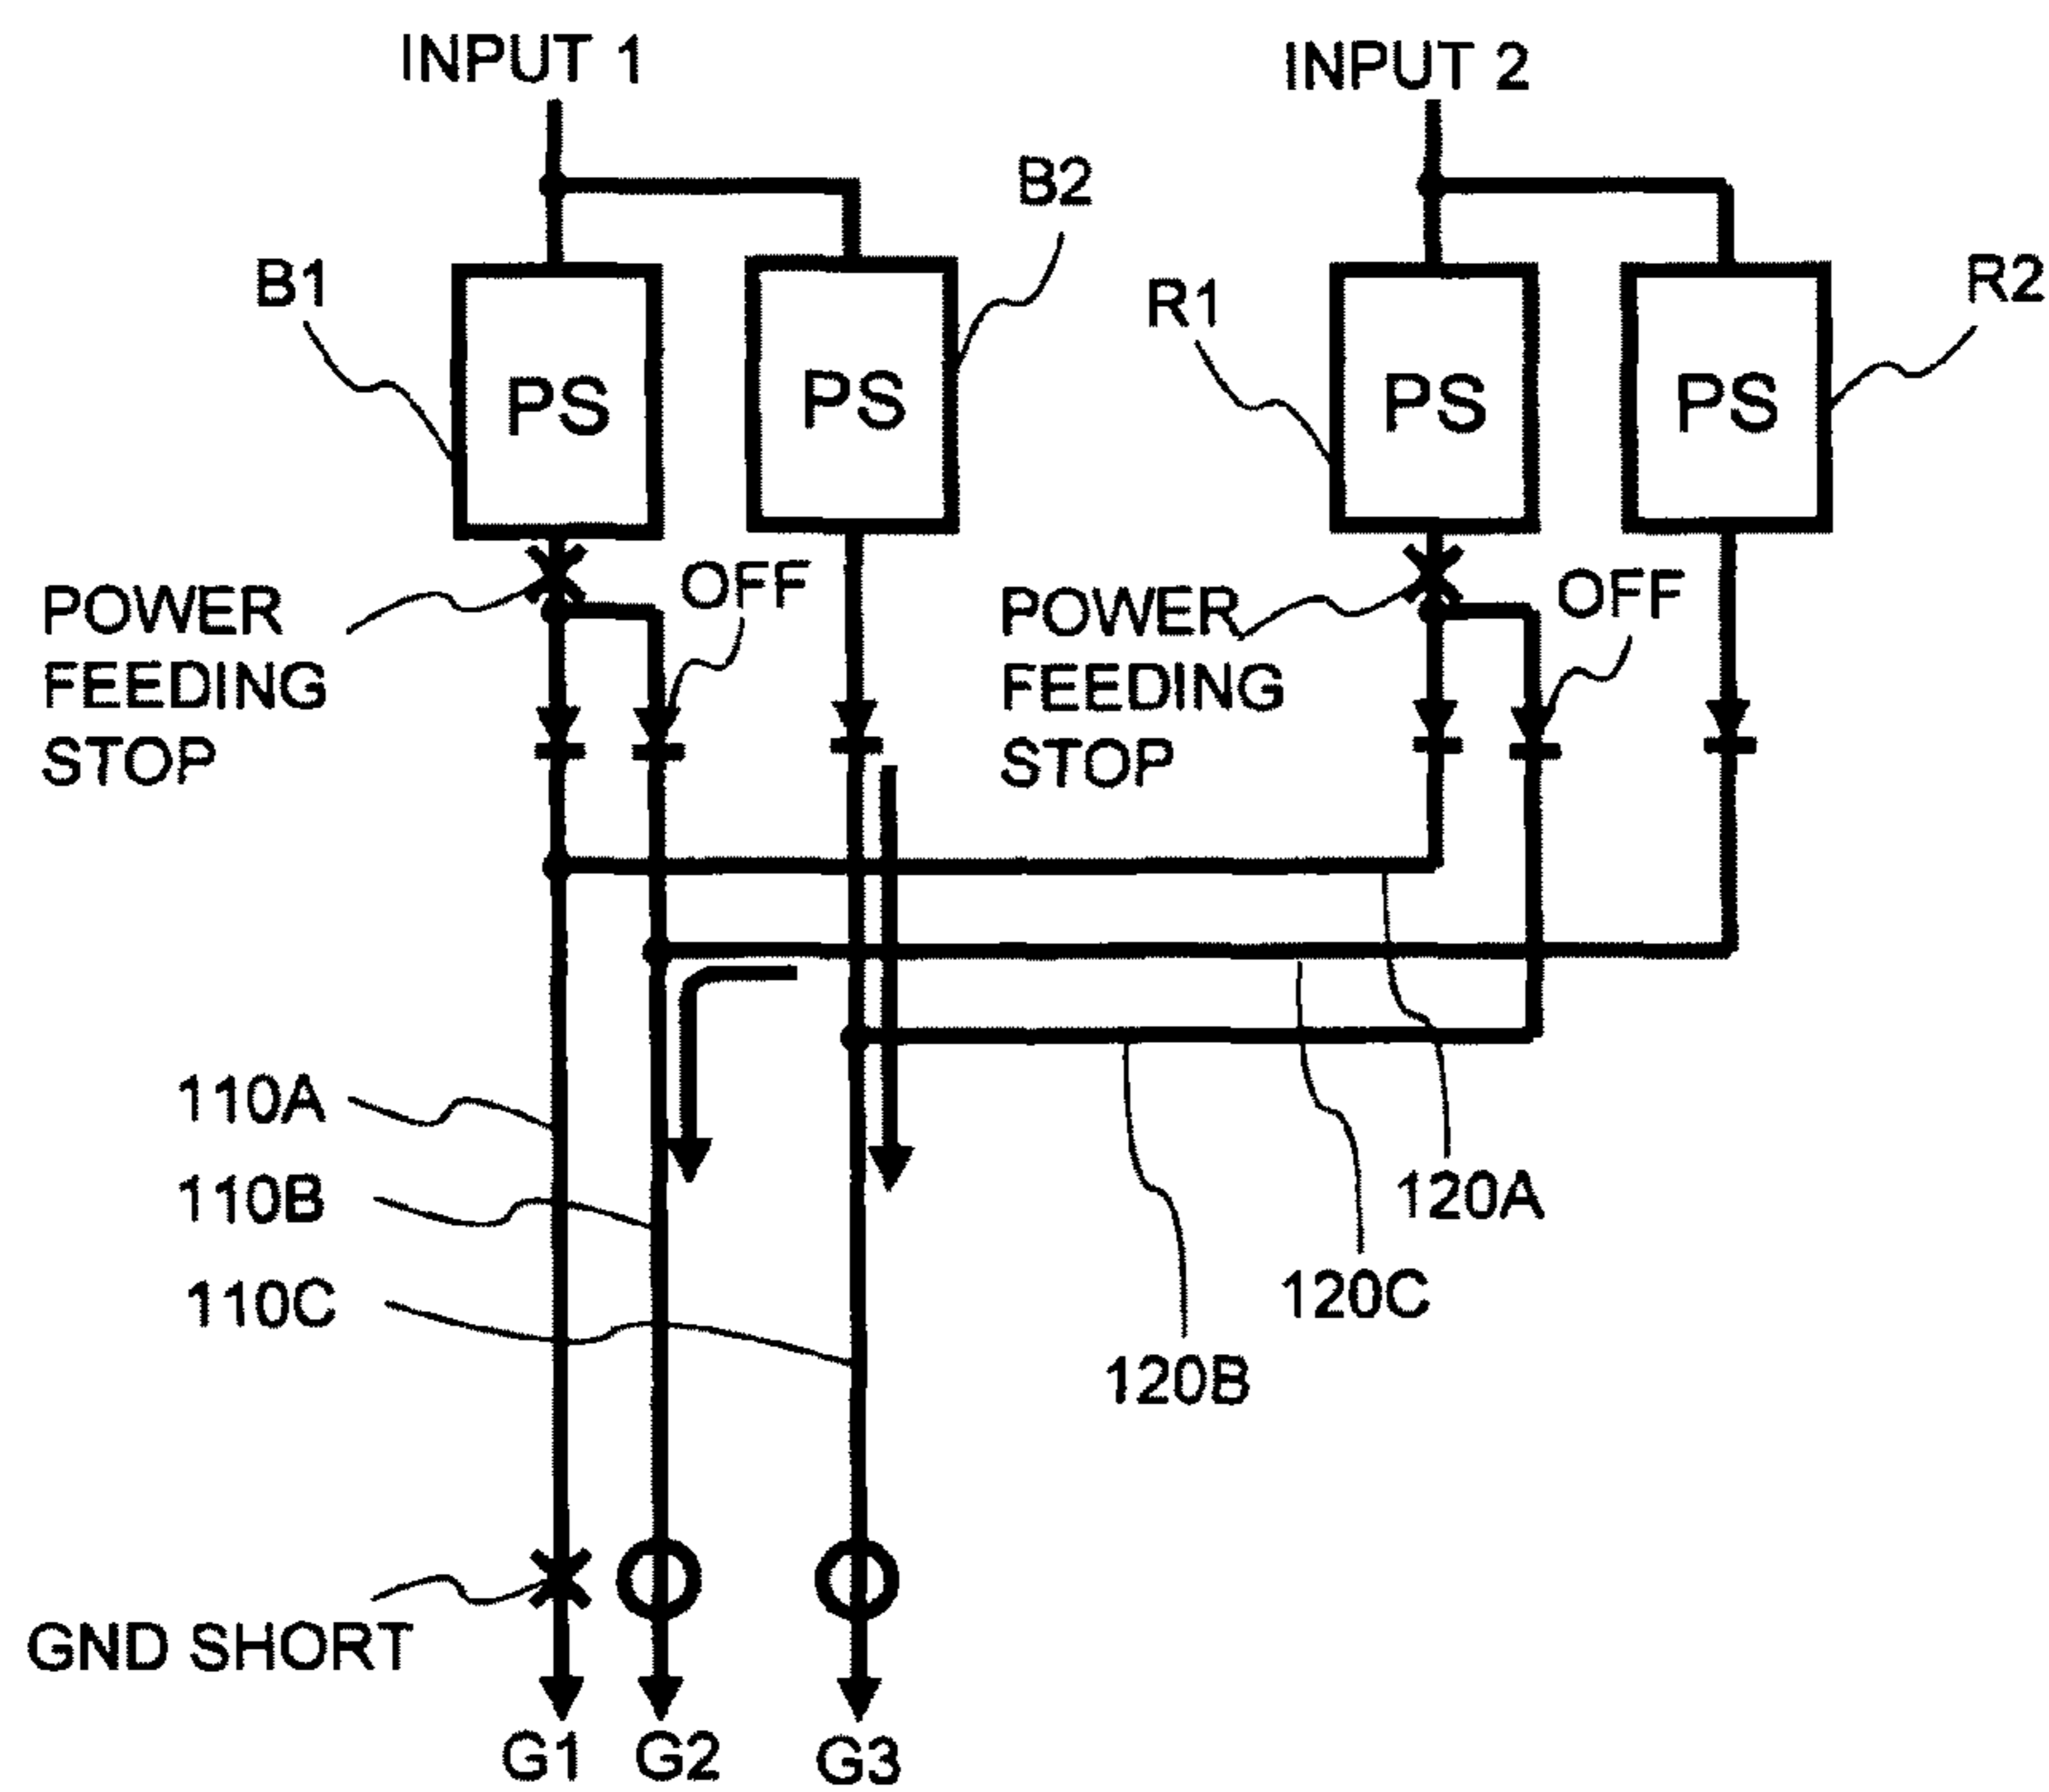 INPUT 1
INPUT 2
B1
B2
R1
R2
PS
PS
PS
PS
POWER
FEEDING
STOP
OFF
POWER
FEEDING
STOP
OFF
110A
110B
110C
120A
120C
120B
GND SHORT
G1
G2
G3